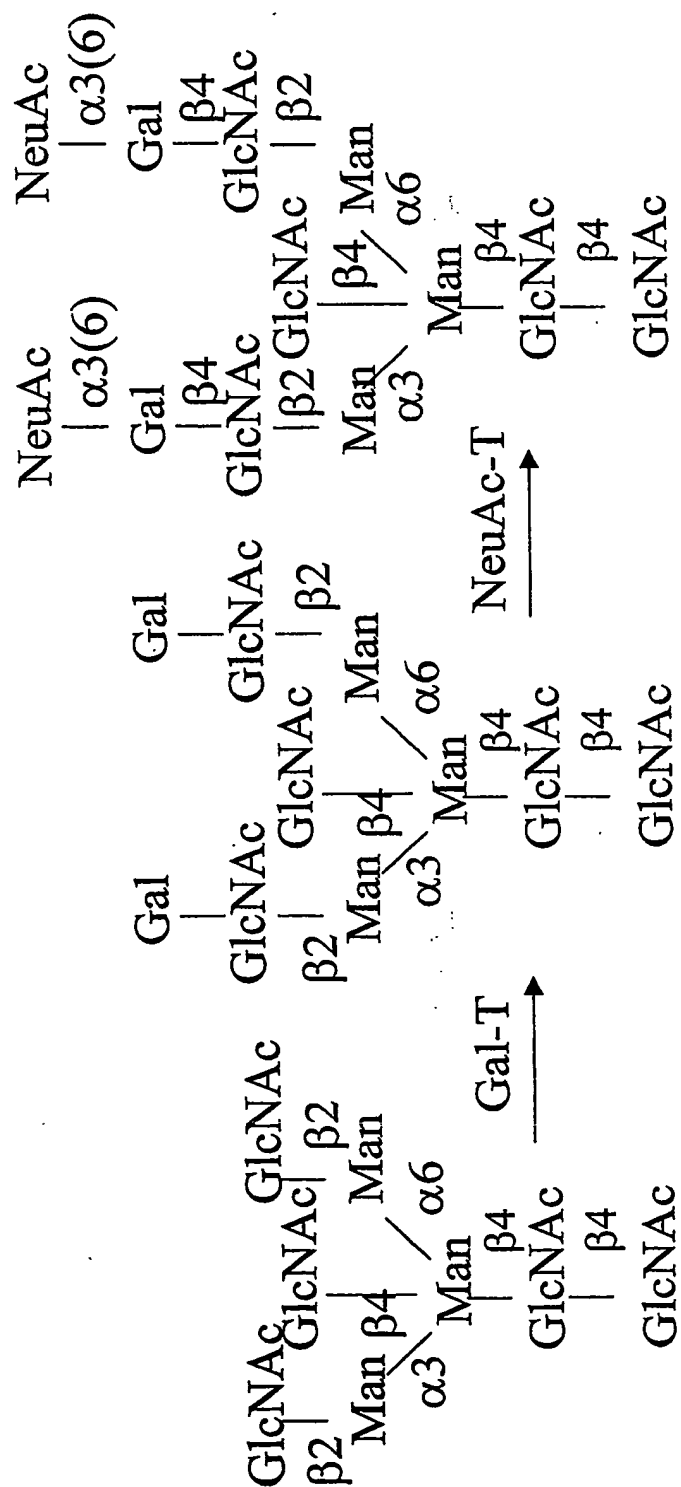 GlcNAc
GlcNAc
GlcNAc
β2
β4
β2
Man
Man
α3
α6
Man
β4
GlcNAc
β4
GlcNAc
Gal-T
Gal
Gal
GlcNAc
GlcNAc
GlcNAc
β2
β4
β2
Man
Man
α3
α6
Man
β4
GlcNAc
β4
GlcNAc
NeuAc-T
NeuAc
NeuAc
α3(6)
α3(6)
Gal
Gal
β4
β4
GlcNAc
GlcNAc
GlcNAc
β2
β4
β2
Man
Man
α3
α6
Man
β4
GlcNAc
β4
GlcNAc